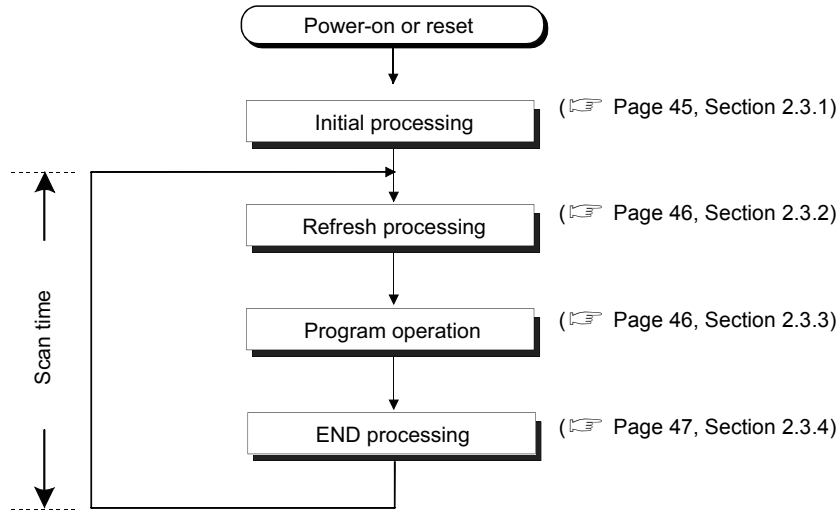 Power-on or reset
Initial processing
(☞ Page 45, Section 2.3.1)
Refresh processing
(☞ Page 46, Section 2.3.2)
Scan time
Program operation
(☞ Page 46, Section 2.3.3)
END processing
(☞ Page 47, Section 2.3.4)